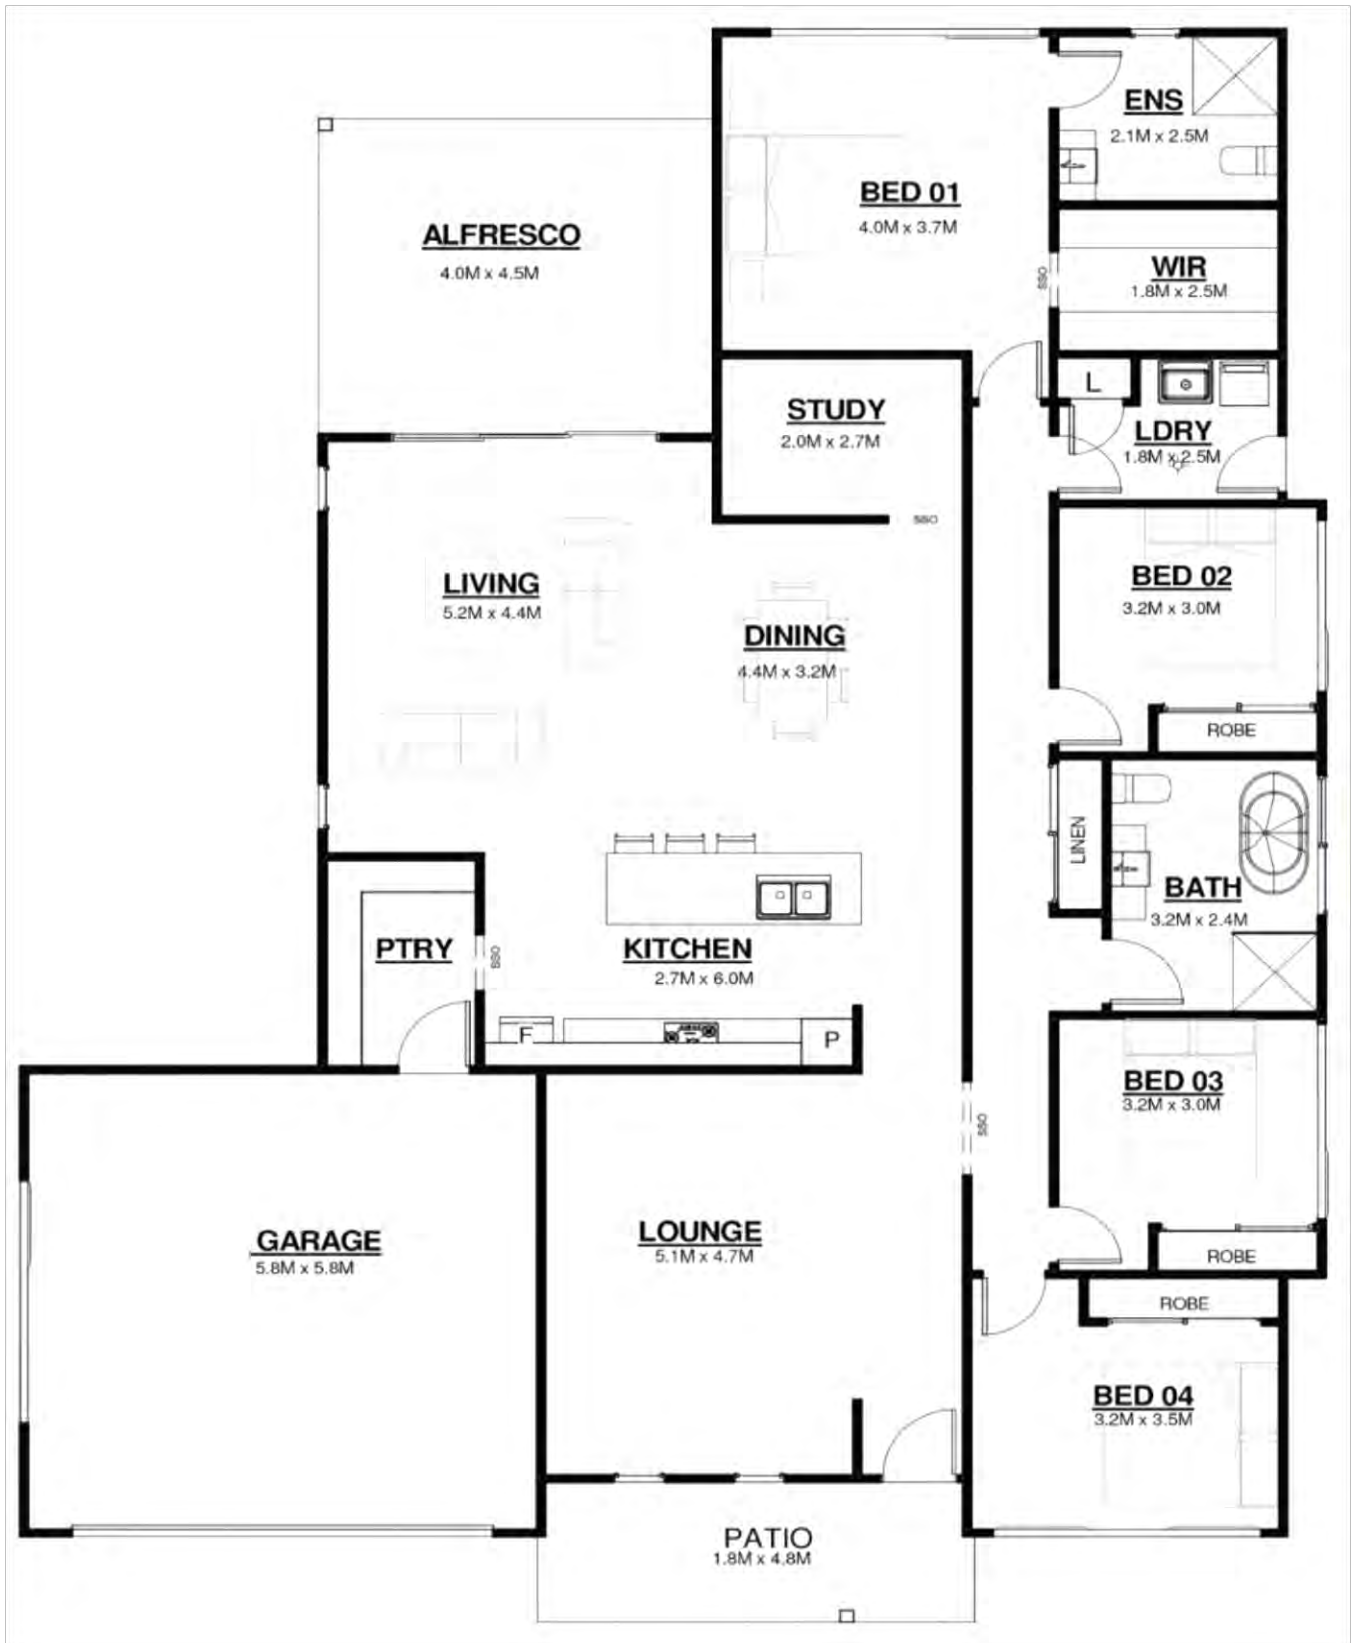 ENS
2.1M x 2.5M
BED 01
4.0M x 3.7M
ALFRESCO
4.0M x 4.5M
WIR
1.8M x 2.5M
SSO
L
STUDY
2.0M x 2.7M
LDRY
1.8M x 2.5M
SSO
LIVING
5.2M x 4.4M
BED 02
3.2M x 3.0M
DINING
4.4M x 3.2M
ROBE
LINEN
BATH
3.2M x 2.4M
PTRY
SSO
KITCHEN
2.7M x 6.0M
F
P
BED 03
3.2M x 3.0M
SSO
GARAGE
5.8M x 5.8M
LOUNGE
5.1M x 4.7M
ROBE
ROBE
BED 04
3.2M x 3.5M
PATIO
1.8M x 4.8M